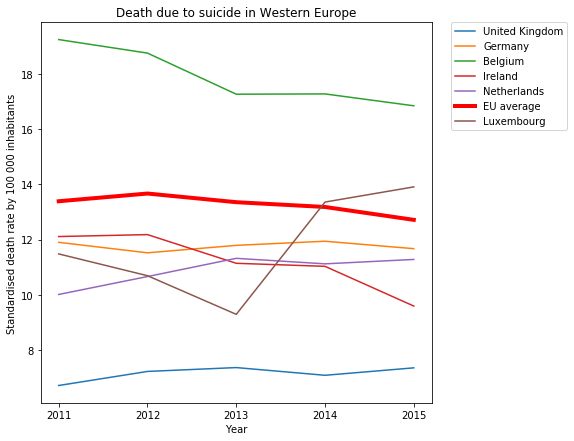 Death due to suicide in Western Europe
Standardised death rate by 100 000 inhabitants
18
16
14
12
10
8
2011 2012 2013 2014 2015
Year
United Kingdom
Germany
Belgium
Ireland
Netherlands
EU average
Luxembourg